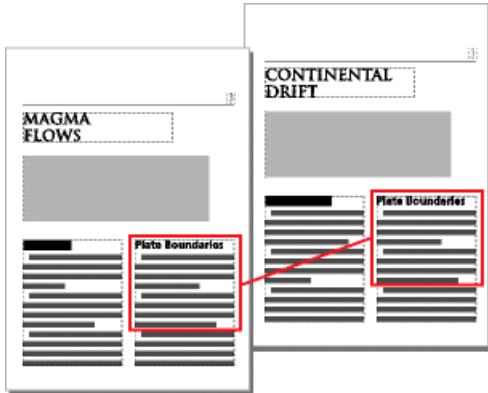 MAGMA
FLOWS
Plate Boundaries
CONTINENTAL
DRIFT
Plate Boundaries